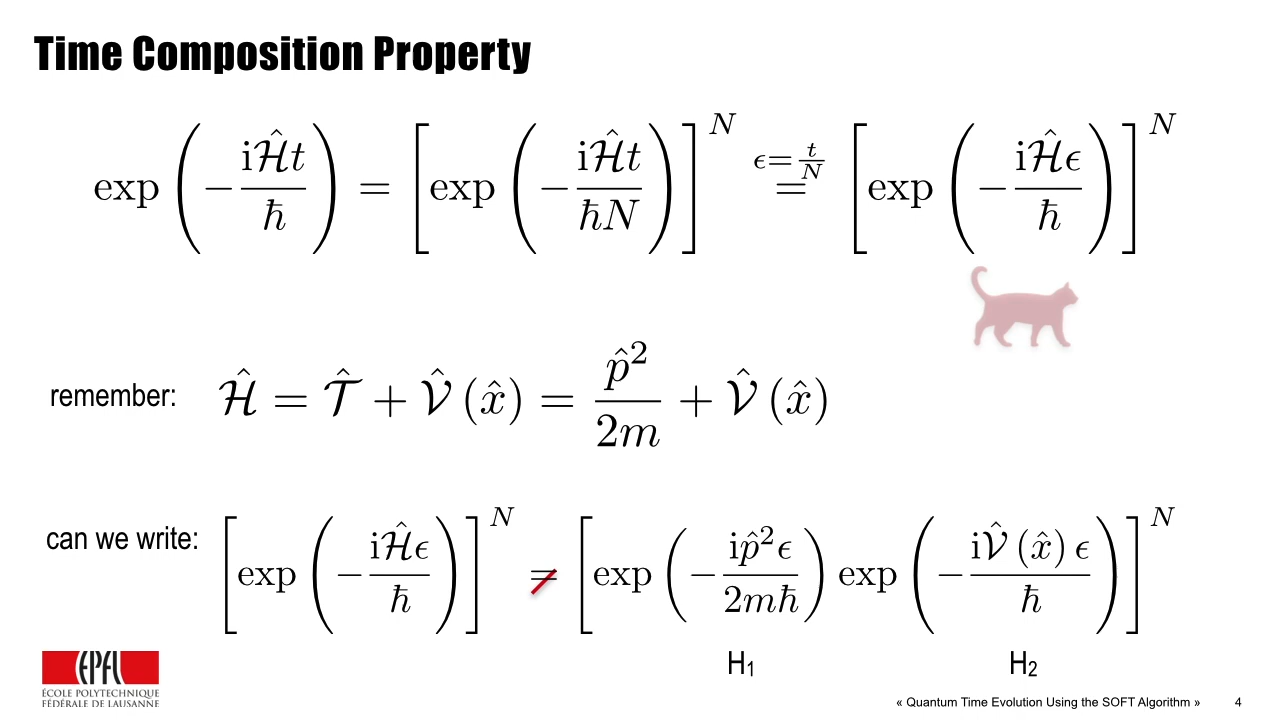 Time Composition Property
exp(−iĤt/ħ) = [exp(−iĤt/ħN)]^N =^{ϵ=t/N} [exp(−iĤϵ/ħ)]^N
remember: Ĥ = T̂ + V̂(x̂) = p̂²/2m + V̂(x̂)
can we write: [exp(−iĤϵ/ħ)]^N ≠ [exp(−ip̂²ϵ/2mħ) exp(−iV̂(x̂)ϵ/ħ)]^N
H₁ H₂
EPFL
ÉCOLE POLYTECHNIQUE
FÉDÉRALE DE LAUSANNE
« Quantum Time Evolution Using the SOFT Algorithm » 4